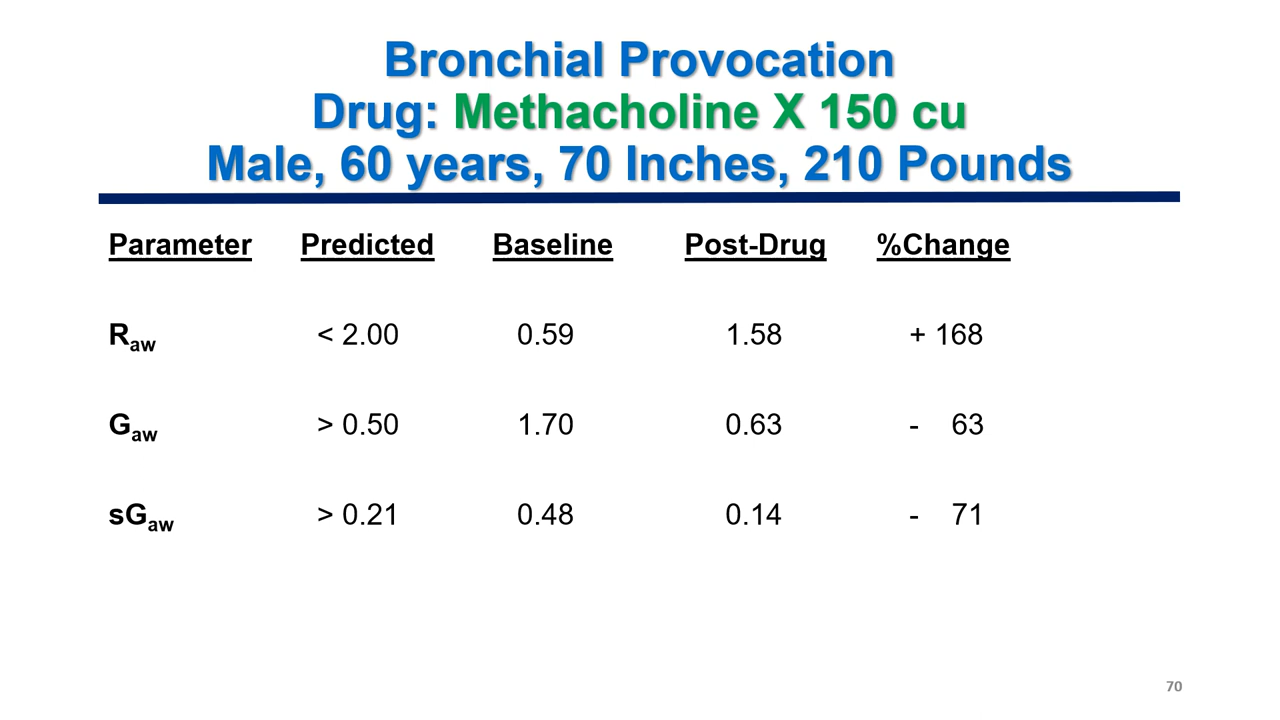 Bronchial Provocation
Drug: Methacholine X 150 cu
Male, 60 years, 70 Inches, 210 Pounds
Parameter Predicted Baseline Post-Drug %Change
Raw < 2.00 0.59 1.58 + 168
Gaw > 0.50 1.70 0.63 - 63
sGaw > 0.21 0.48 0.14 - 71
70